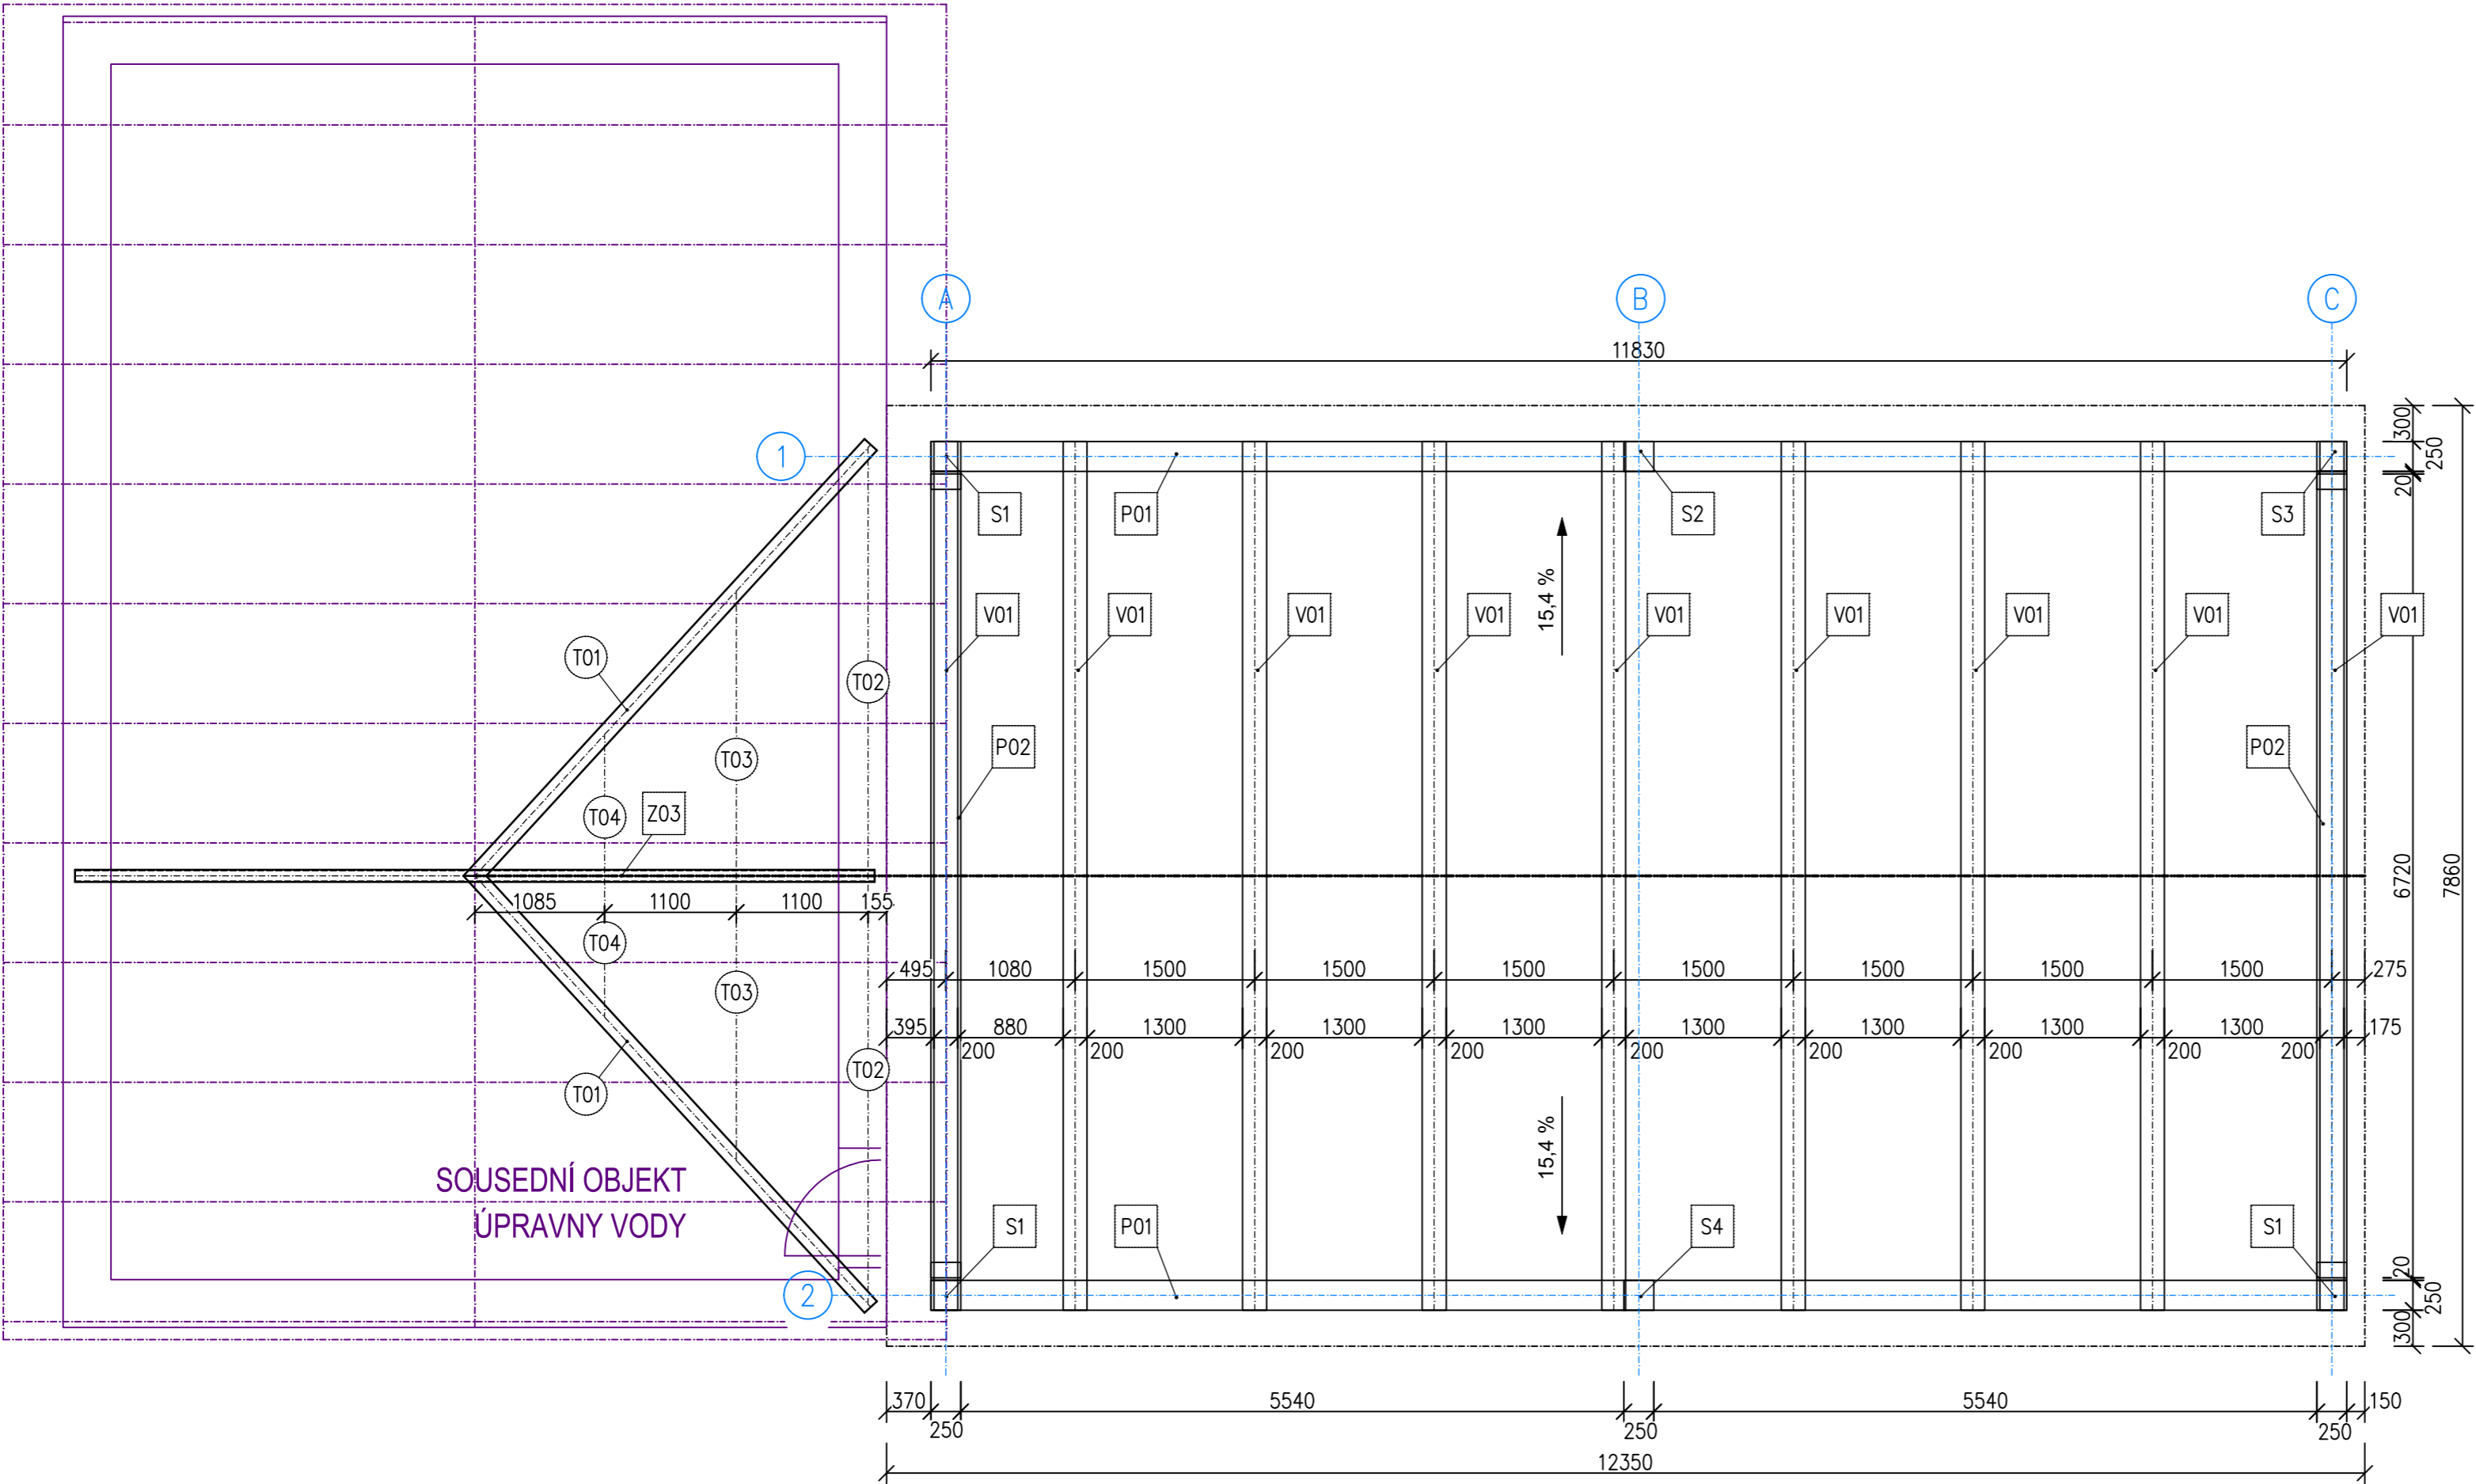 A
B
C
11830
1
300
250
20
S1
P01
S2
S3
15,4 %
V01
V01
V01
V01
V01
V01
V01
V01
V01
T01
T02
P02
P02
T03
T04
Z03
6720
7860
1085
1100
1100
155
T04
495
1080
1500
1500
1500
1500
1500
1500
1500
275
T03
395
880
1300
1300
1300
1300
1300
1300
1300
175
200
200
200
200
200
200
200
200
200
T02
T01
15,4 %
SOUSEDNÍ OBJEKT
ÚPRAVNY VODY
S1
P01
S4
S1
20
250
300
2
370
5540
5540
150
250
250
250
12350